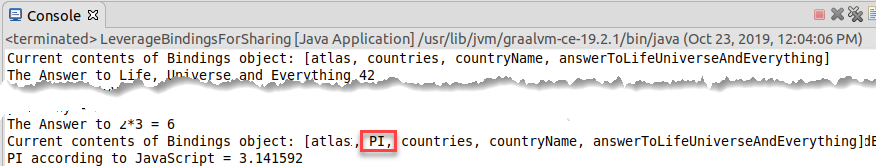 Console
<terminated> LeverageBindingsForSharing [Java Application] /usr/lib/jvm/graalvm-ce-19.2.1/bin/java (Oct 23, 2019, 12:04:06 PM)
Current contents of Bindings object: [atlas, countries, countryName, answerToLifeUniverseAndEverything]
The Answer to Life, Universe and Everything 42
The Answer to 2*3 = 6
Current contents of Bindings object: [atlas, PI, countries, countryName, answerToLifeUniverseAndEverything]
PI according to JavaScript = 3.141592